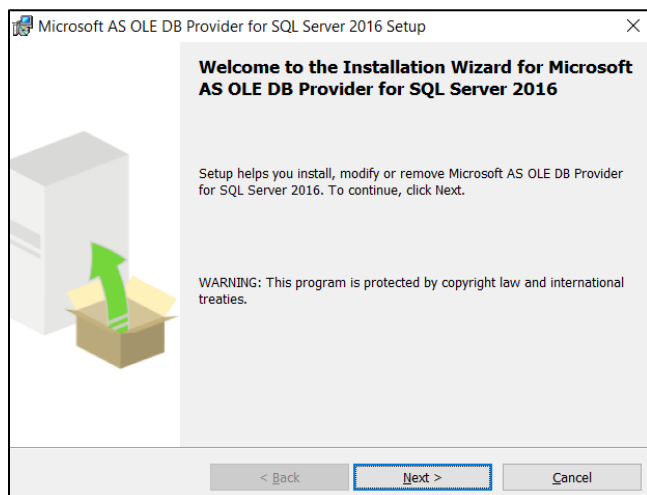 Microsoft AS OLE DB Provider for SQL Server 2016 Setup
Welcome to the Installation Wizard for Microsoft
AS OLE DB Provider for SQL Server 2016
Setup helps you install, modify or remove Microsoft AS OLE DB Provider
for SQL Server 2016. To continue, click Next.
WARNING: This program is protected by copyright law and international
treaties.
< Back
Next >
Cancel